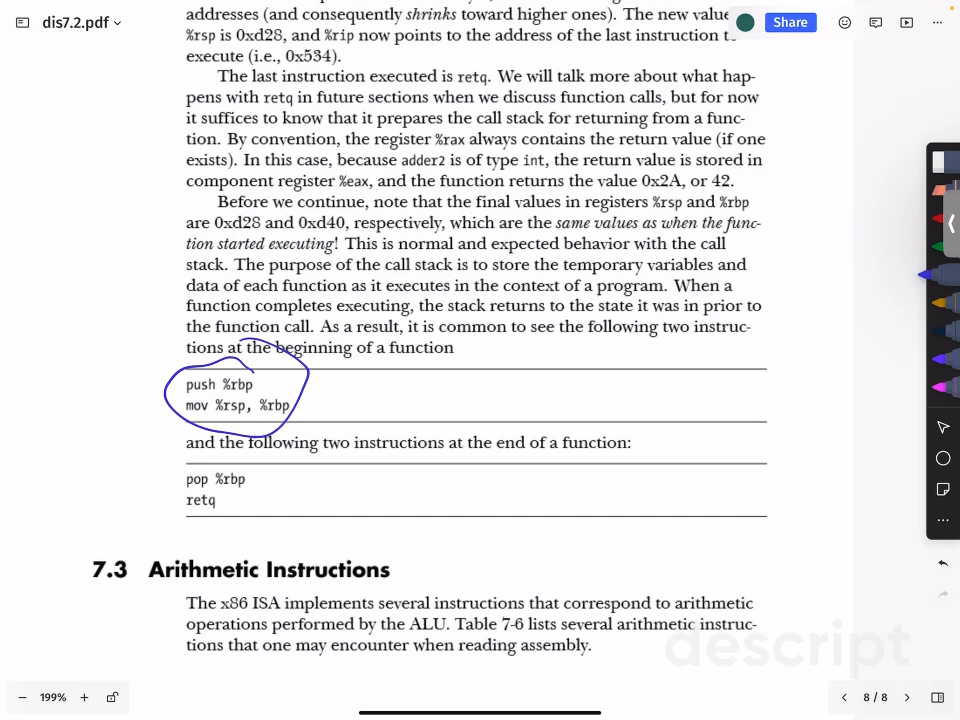 dis7.2.pdf
Share
addresses (and consequently shrinks toward higher ones). The new value
%rsp is 0xd28, and %rip now points to the address of the last instruction t
execute (i.e., 0x534).
The last instruction executed is retq. We will talk more about what hap-
pens with retq in future sections when we discuss function calls, but for now
it suffices to know that it prepares the call stack for returning from a func-
tion. By convention, the register %rax always contains the return value (if one
exists). In this case, because adder2 is of type int, the return value is stored in
component register %eax, and the function returns the value 0x2A, or 42.
Before we continue, note that the final values in registers %rsp and %rbp
are 0xd28 and 0xd40, respectively, which are the same values as when the func-
tion started executing! This is normal and expected behavior with the call
stack. The purpose of the call stack is to store the temporary variables and
data of each function as it executes in the context of a program. When a
function completes executing, the stack returns to the state it was in prior to
the function call. As a result, it is common to see the following two instruc-
tions at the beginning of a function
push %rbp
mov %rsp, %rbp
and the following two instructions at the end of a function:
pop %rbp
retq
7.3 Arithmetic Instructions
The x86 ISA implements several instructions that correspond to arithmetic
operations performed by the ALU. Table 7-6 lists several arithmetic instruc-
tions that one may encounter when reading assembly.
descript
199%
8 / 8